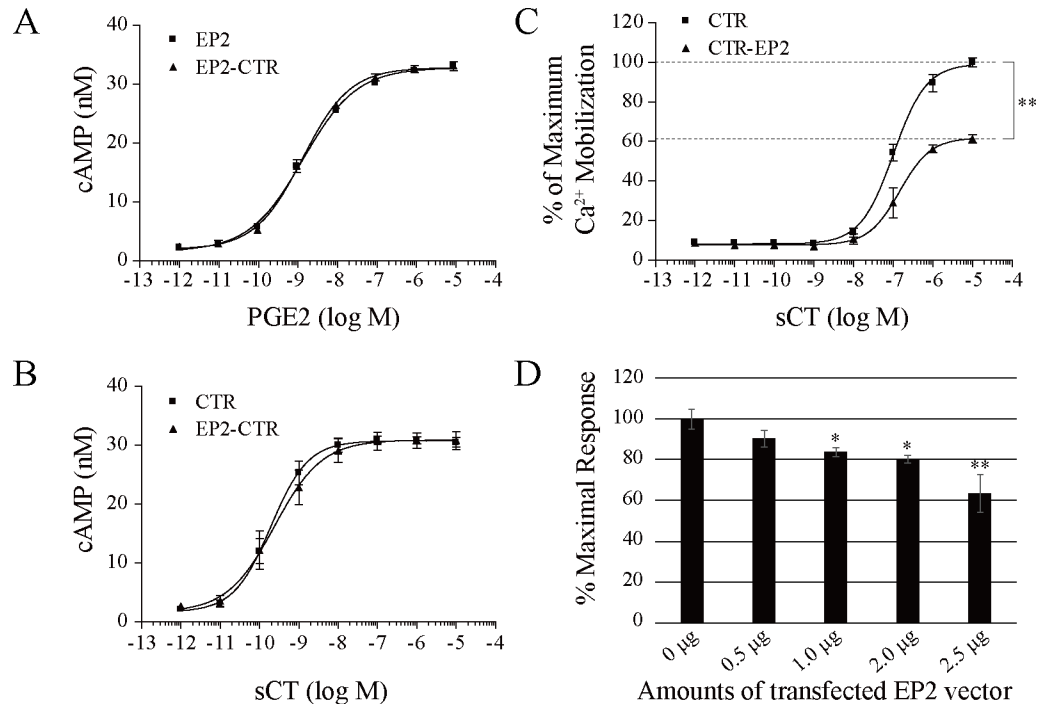 A
40
30
20
10
0
cAMP (nM)
EP2
EP2-CTR
-13 -12 -11 -10 -9 -8 -7 -6 -5 -4
PGE2 (log M)
B
40
30
20
10
0
cAMP (nM)
CTR
EP2-CTR
-13 -12 -11 -10 -9 -8 -7 -6 -5 -4
sCT (log M)
C
120
100
80
60
40
20
0
% of Maximum
Ca²⁺ Mobilization
CTR
CTR-EP2
**
-13 -12 -11 -10 -9 -8 -7 -6 -5 -4
sCT (log M)
D
120
100
80
60
40
20
0
% Maximal Response
* * **
0 µg 0.5 µg 1.0 µg 2.0 µg 2.5 µg
Amounts of transfected EP2 vector